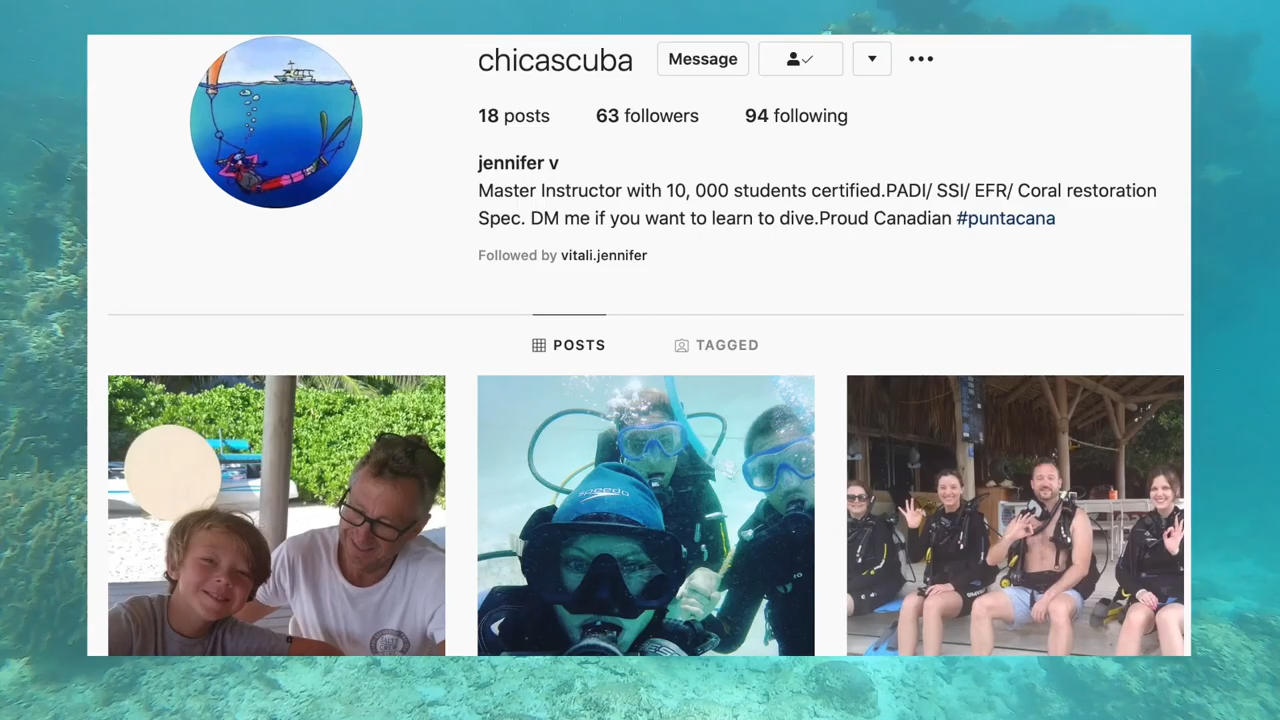 chicascuba Message
18 posts 63 followers 94 following
jennifer v
Master Instructor with 10, 000 students certified.PADI/ SSI/ EFR/ Coral restoration
Spec. DM me if you want to learn to dive.Proud Canadian #puntacana
Followed by vitali.jennifer
POSTS TAGGED
speedo